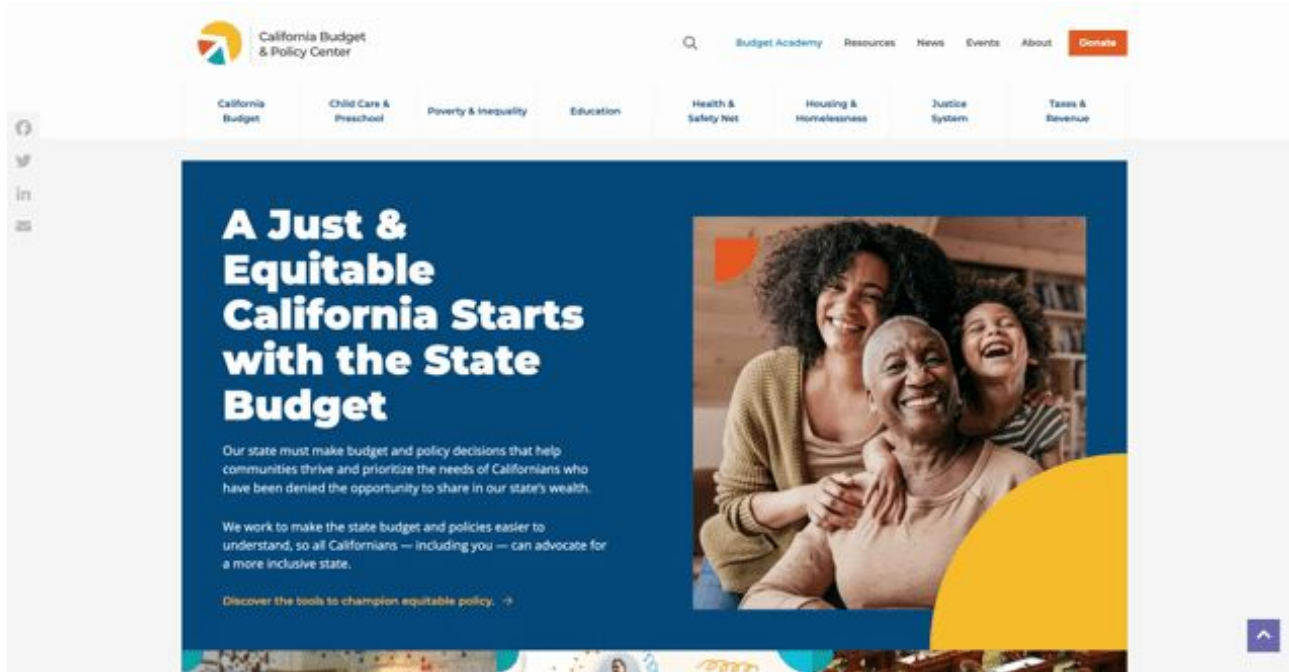 California Budget
& Policy Center
Budget Academy Resources News Events About Donate
California
Budget
Child Care &
Preschool
Poverty & Inequality
Education
Health &
Safety Net
Housing &
Homelessness
Justice
System
Taxes &
Revenue
in
A Just &
Equitable
California Starts
with the State
Budget
Our state must make budget and policy decisions that help
communities thrive and prioritize the needs of Californians who
have been denied the opportunity to share in our state's wealth.
We work to make the state budget and policies easier to
understand, so all Californians — including you — can advocate for
a more inclusive state.
Discover the tools to champion equitable policy. →